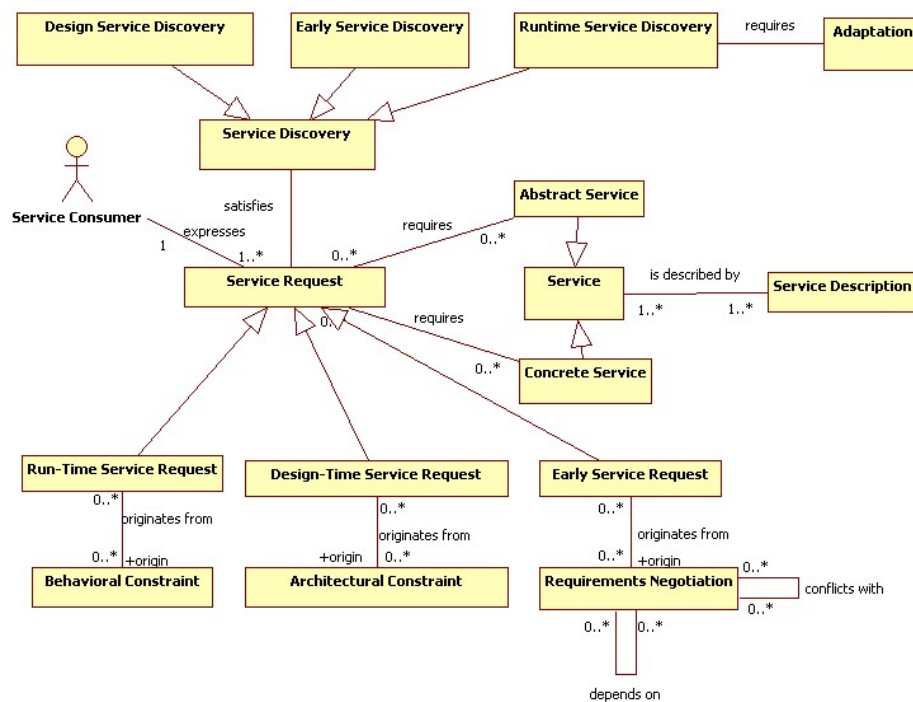 Design Service Discovery
Early Service Discovery
Runtime Service Discovery
requires
Adaptation
Service Discovery
Service Consumer
satisfies
1
expresses
1..*
0..*
requires
0..*
Abstract Service
Service Request
Service
is described by
1..*
1..*
Service Description
0..
requires
0..*
Concrete Service
Run-Time Service Request
Design-Time Service Request
Early Service Request
0..*
originates from
0..*
+origin
0..*
originates from
+origin
0..*
0..*
originates from
0..*
+origin
Behavioral Constraint
Architectural Constraint
Requirements Negotiation
0..*
conflicts with
0..*
0..*
0..*
depends on